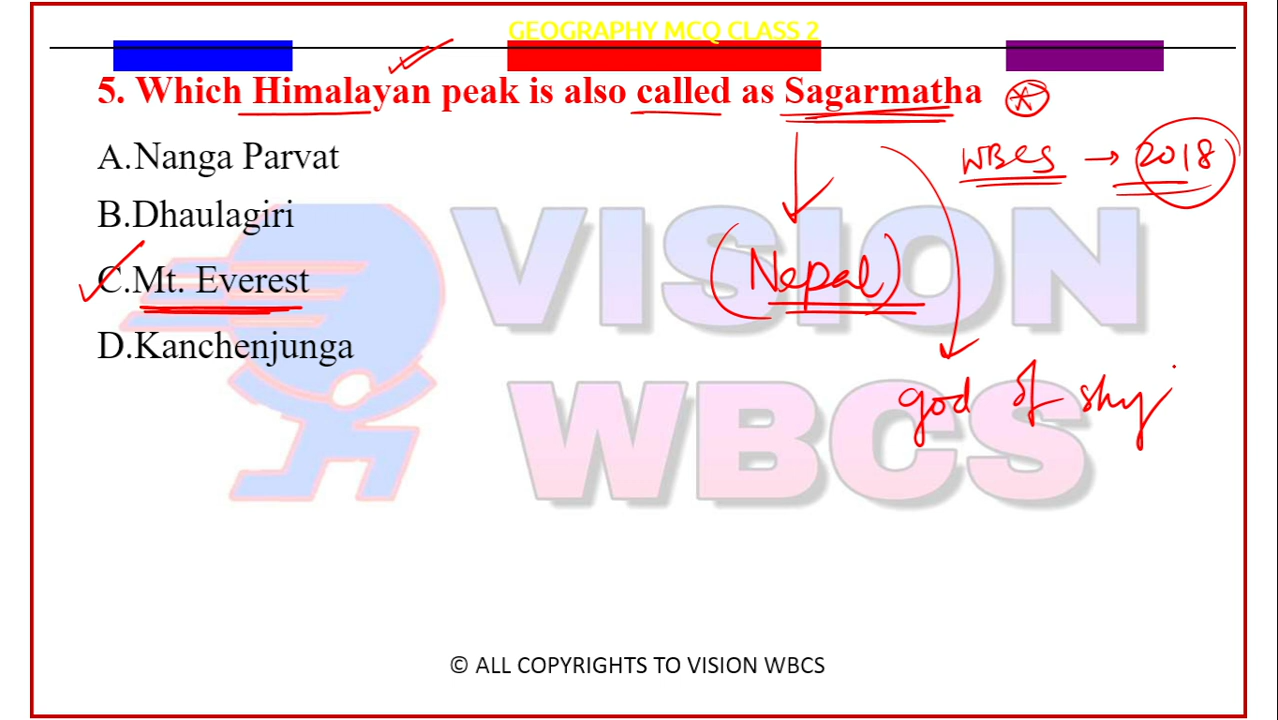 GEOGRAPHY MCQ CLASS 2
5. Which Himalayan peak is also called as Sagarmatha
A.Nanga Parvat
WBCS → 2018
B.Dhaulagiri
C.Mt. Everest
(Nepal)
D.Kanchenjunga
god of sky
VISION
WBCS
© ALL COPYRIGHTS TO VISION WBCS